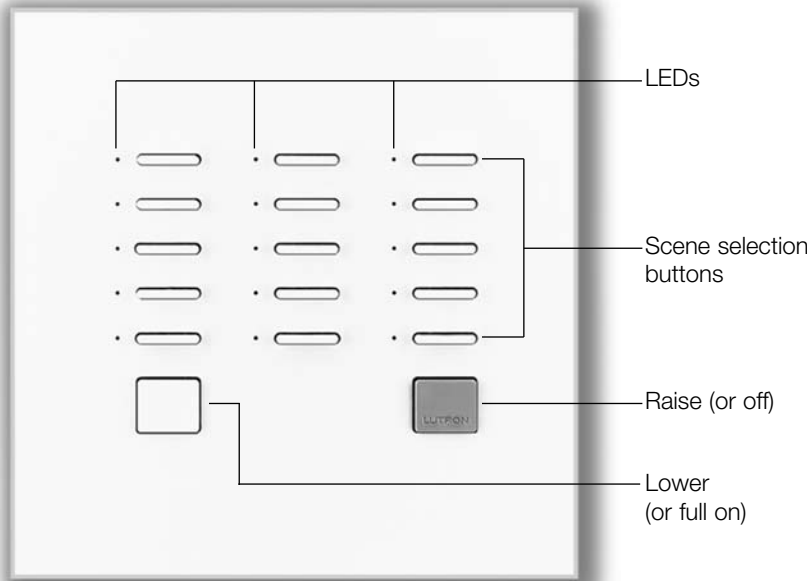 LEDs
Scene selection
buttons
Raise (or off)
LUTRON
Lower
(or full on)